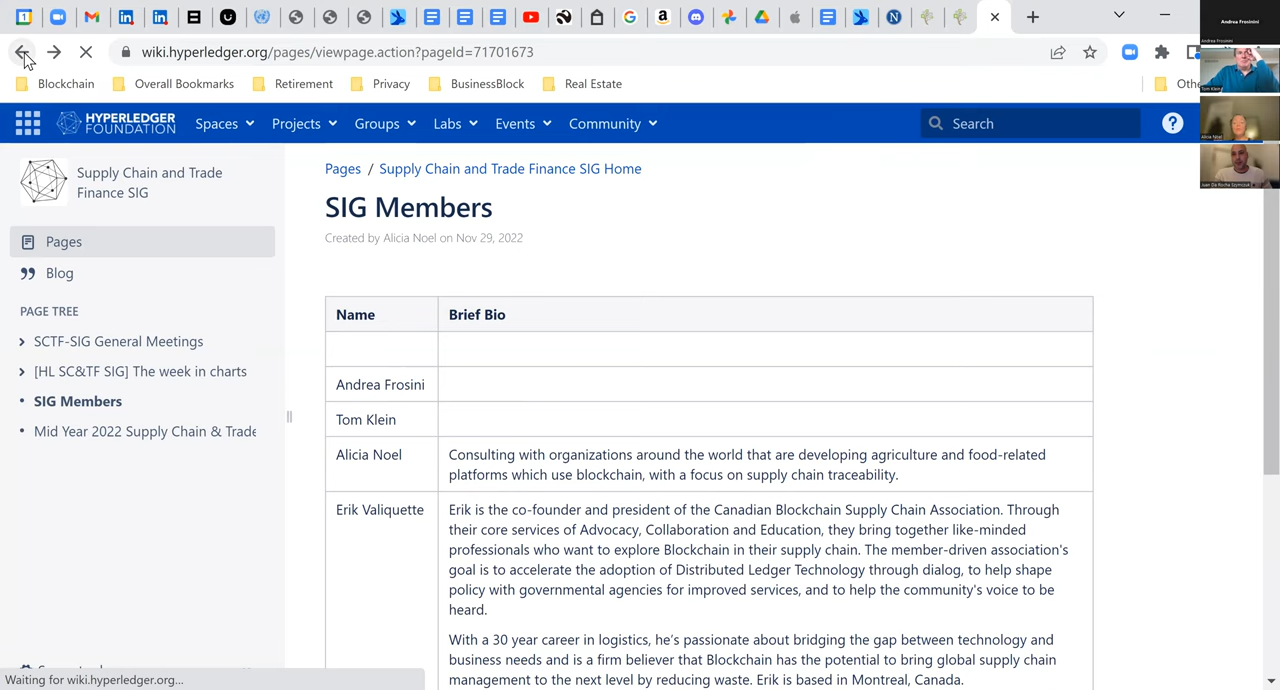 wiki.hyperledger.org/pages/viewpage.action?pageId=71701673
Blockchain
Overall Bookmarks
Retirement
Privacy
BusinessBlock
Real Estate
Andrea Frosinini
Andrea Frosinini
Tom Klein
Alicia Noel
Juan Da Rocha Szymczuk
HYPERLEDGER
FOUNDATION
Spaces
Projects
Groups
Labs
Events
Community
Search
Supply Chain and Trade
Finance SIG
Pages
Blog
PAGE TREE
SCTF-SIG General Meetings
[HL SC&TF SIG] The week in charts
SIG Members
Mid Year 2022 Supply Chain & Trade
Pages / Supply Chain and Trade Finance SIG Home
SIG Members
Created by Alicia Noel on Nov 29, 2022
Name
Brief Bio
Andrea Frosini
Tom Klein
Alicia Noel
Consulting with organizations around the world that are developing agriculture and food-related
platforms which use blockchain, with a focus on supply chain traceability.
Erik Valiquette
Erik is the co-founder and president of the Canadian Blockchain Supply Chain Association. Through
their core services of Advocacy, Collaboration and Education, they bring together like-minded
professionals who want to explore Blockchain in their supply chain. The member-driven association's
goal is to accelerate the adoption of Distributed Ledger Technology through dialog, to help shape
policy with governmental agencies for improved services, and to help the community's voice to be
heard.
With a 30 year career in logistics, he's passionate about bridging the gap between technology and
business needs and is a firm believer that Blockchain has the potential to bring global supply chain
management to the next level by reducing waste. Erik is based in Montreal, Canada.
Waiting for wiki.hyperledger.org...